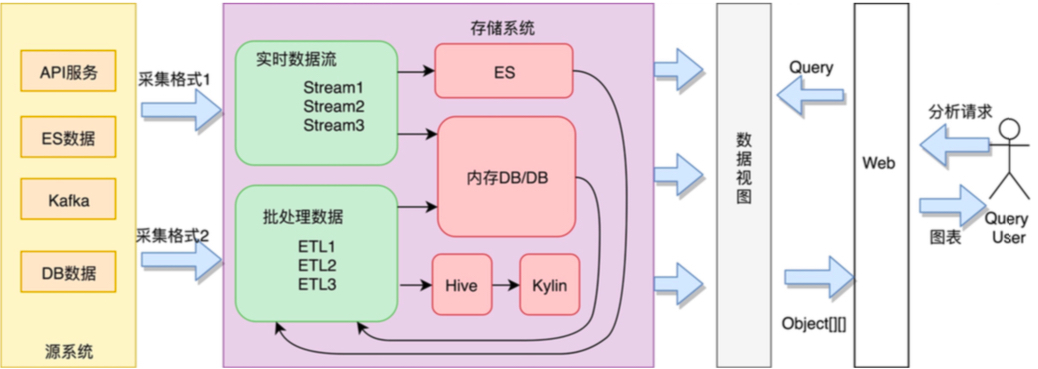 API服务
ES数据
Kafka
DB数据
源系统
采集格式1
采集格式2
存储系统
实时数据流
Stream1
Stream2
Stream3
批处理数据
ETL1
ETL2
ETL3
ES
内存DB/DB
Hive
Kylin
数据视图
Query
Object[][]
Web
分析请求
图表
Query
User